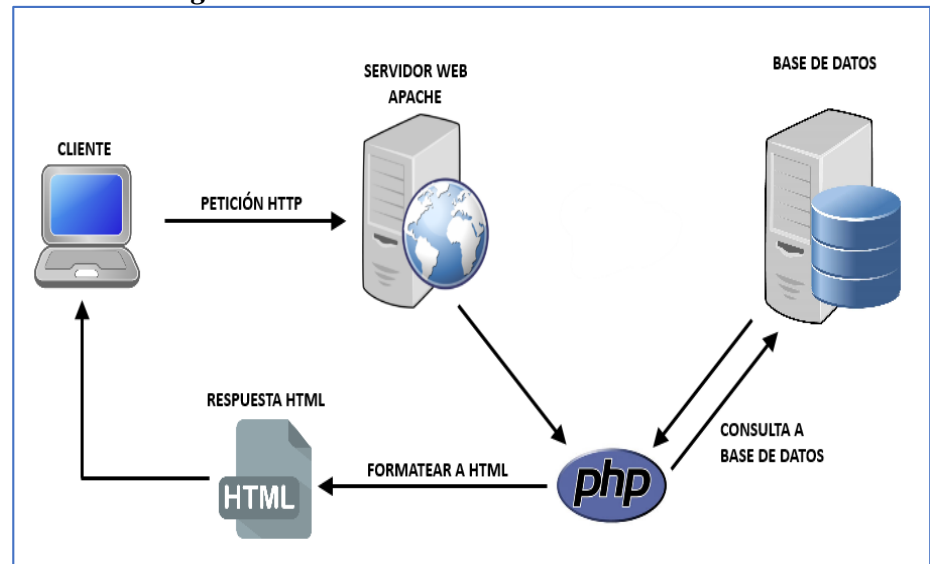 SERVIDOR WEB
APACHE
BASE DE DATOS
CLIENTE
PETICIÓN HTTP
RESPUESTA HTML
HTML
FORMATEAR A HTML
php
CONSULTA A
BASE DE DATOS